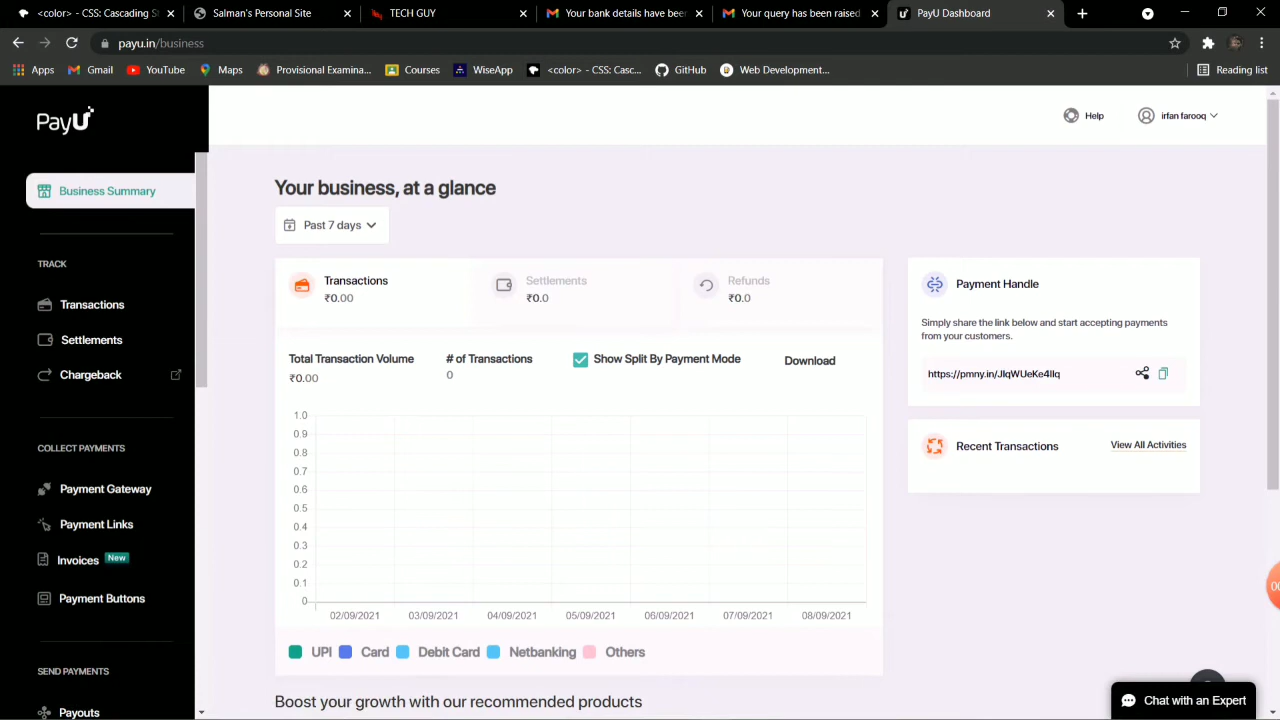 <color> - CSS: Cascading S
Salman's Personal Site
TECH GUY
Your bank details have bee
Your query has been raised
PayU Dashboard
payu.in/business
Apps
Gmail
YouTube
Maps
Provisional Examina...
Courses
WiseApp
<color> - CSS: Casc...
GitHub
Web Development...
Reading list
PayU
Help
irfan farooq
Business Summary
Your business, at a glance
Past 7 days
TRACK
Transactions
Settlements
Chargeback
COLLECT PAYMENTS
Payment Gateway
Payment Links
Invoices New
Payment Buttons
SEND PAYMENTS
Payouts
Transactions
₹0.00
Settlements
₹0.0
Refunds
₹0.0
Total Transaction Volume
₹0.00
# of Transactions
0
Show Split By Payment Mode
Download
1.0
0.9
0.8
0.7
0.6
0.5
0.4
0.3
0.2
0.1
0
02/09/2021 03/09/2021 04/09/2021 05/09/2021 06/09/2021 07/09/2021 08/09/2021
UPI Card Debit Card Netbanking Others
Boost your growth with our recommended products
Payment Handle
Simply share the link below and start accepting payments
from your customers.
Recent Transactions
View All Activities
Chat with an Expert